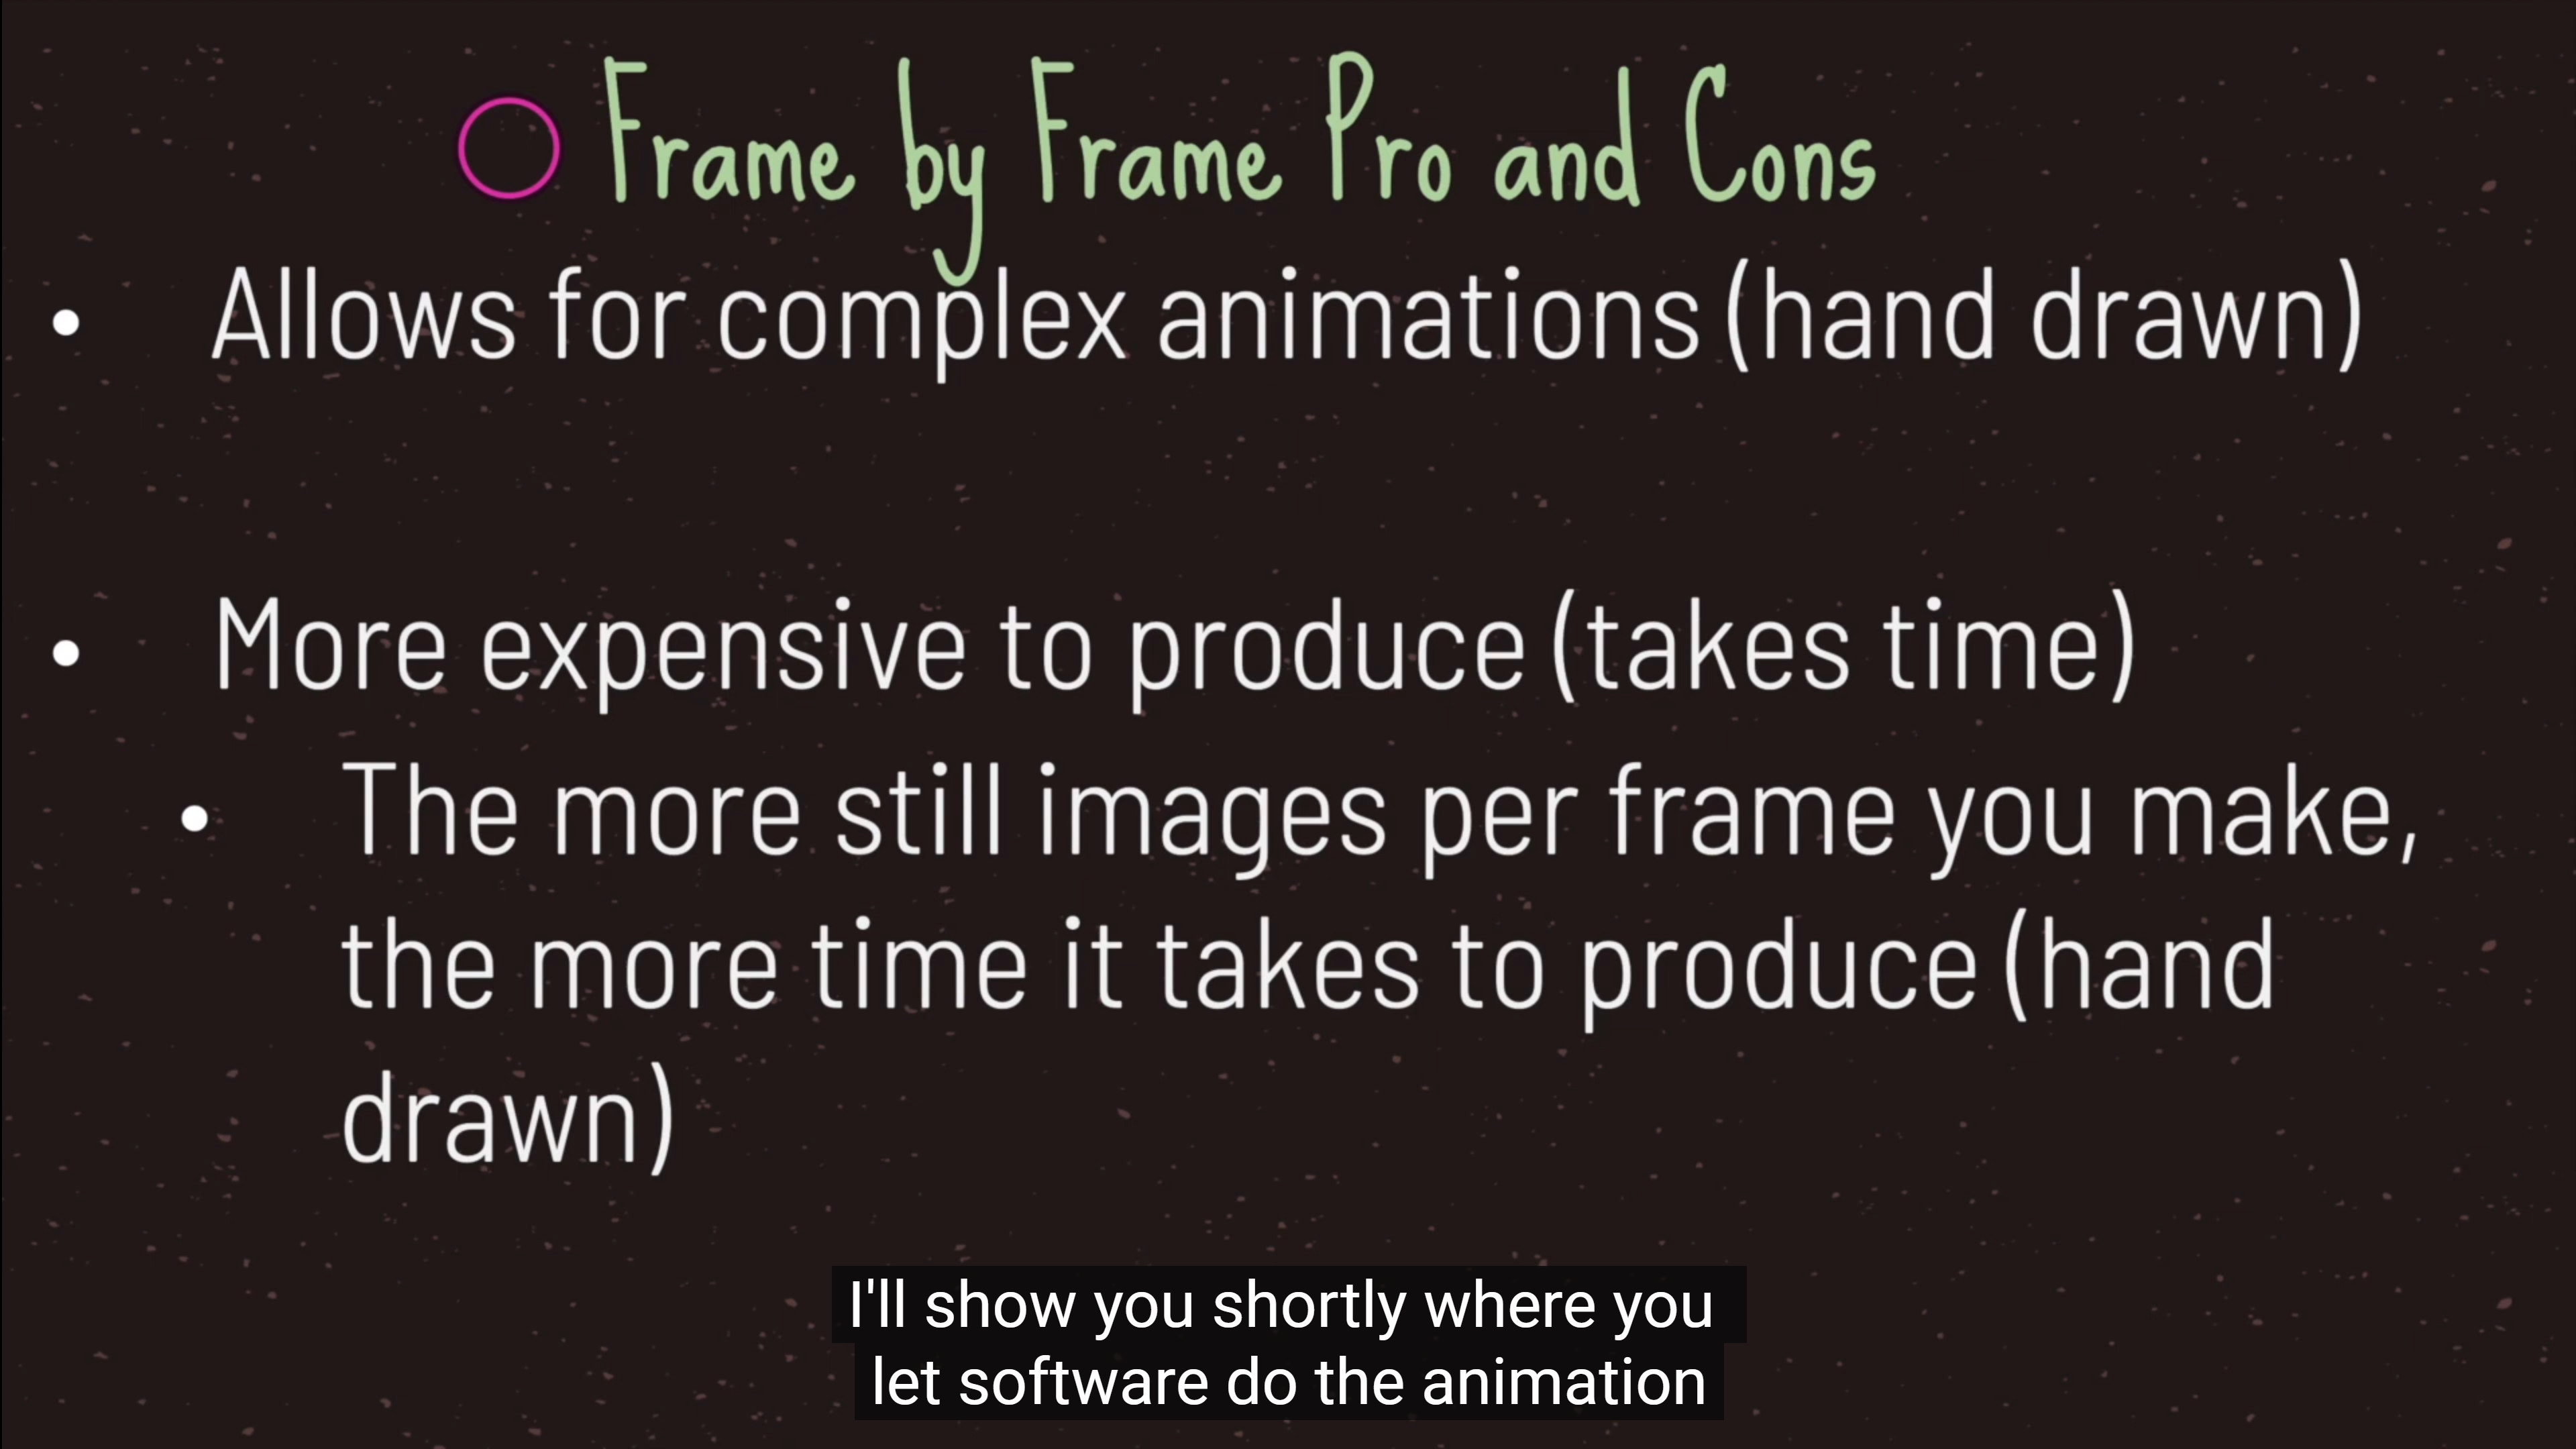 Frame by Frame Pro and Cons
• Allows for complex animations (hand drawn)
• More expensive to produce (takes time)
• The more still images per frame you make,
the more time it takes to produce (hand
drawn)
I'll show you shortly where you
let software do the animation